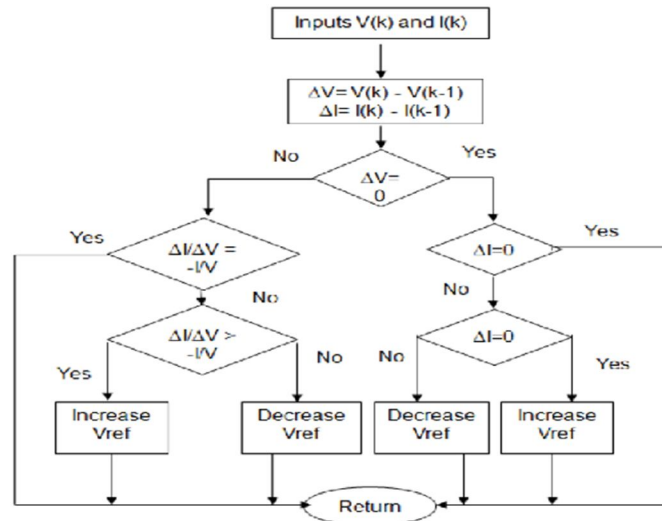 Inputs V(k) and I(k)
ΔV= V(k) - V(k-1)
ΔI= I(k) - I(k-1)
No
Yes
ΔV=
0
Yes
ΔI/ΔV =
-I/V
ΔI=0
Yes
No
No
ΔI/ΔV >
-I/V
ΔI=0
Yes
No
No
Yes
Increase
Vref
Decrease
Vref
Decrease
Vref
Increase
Vref
Return